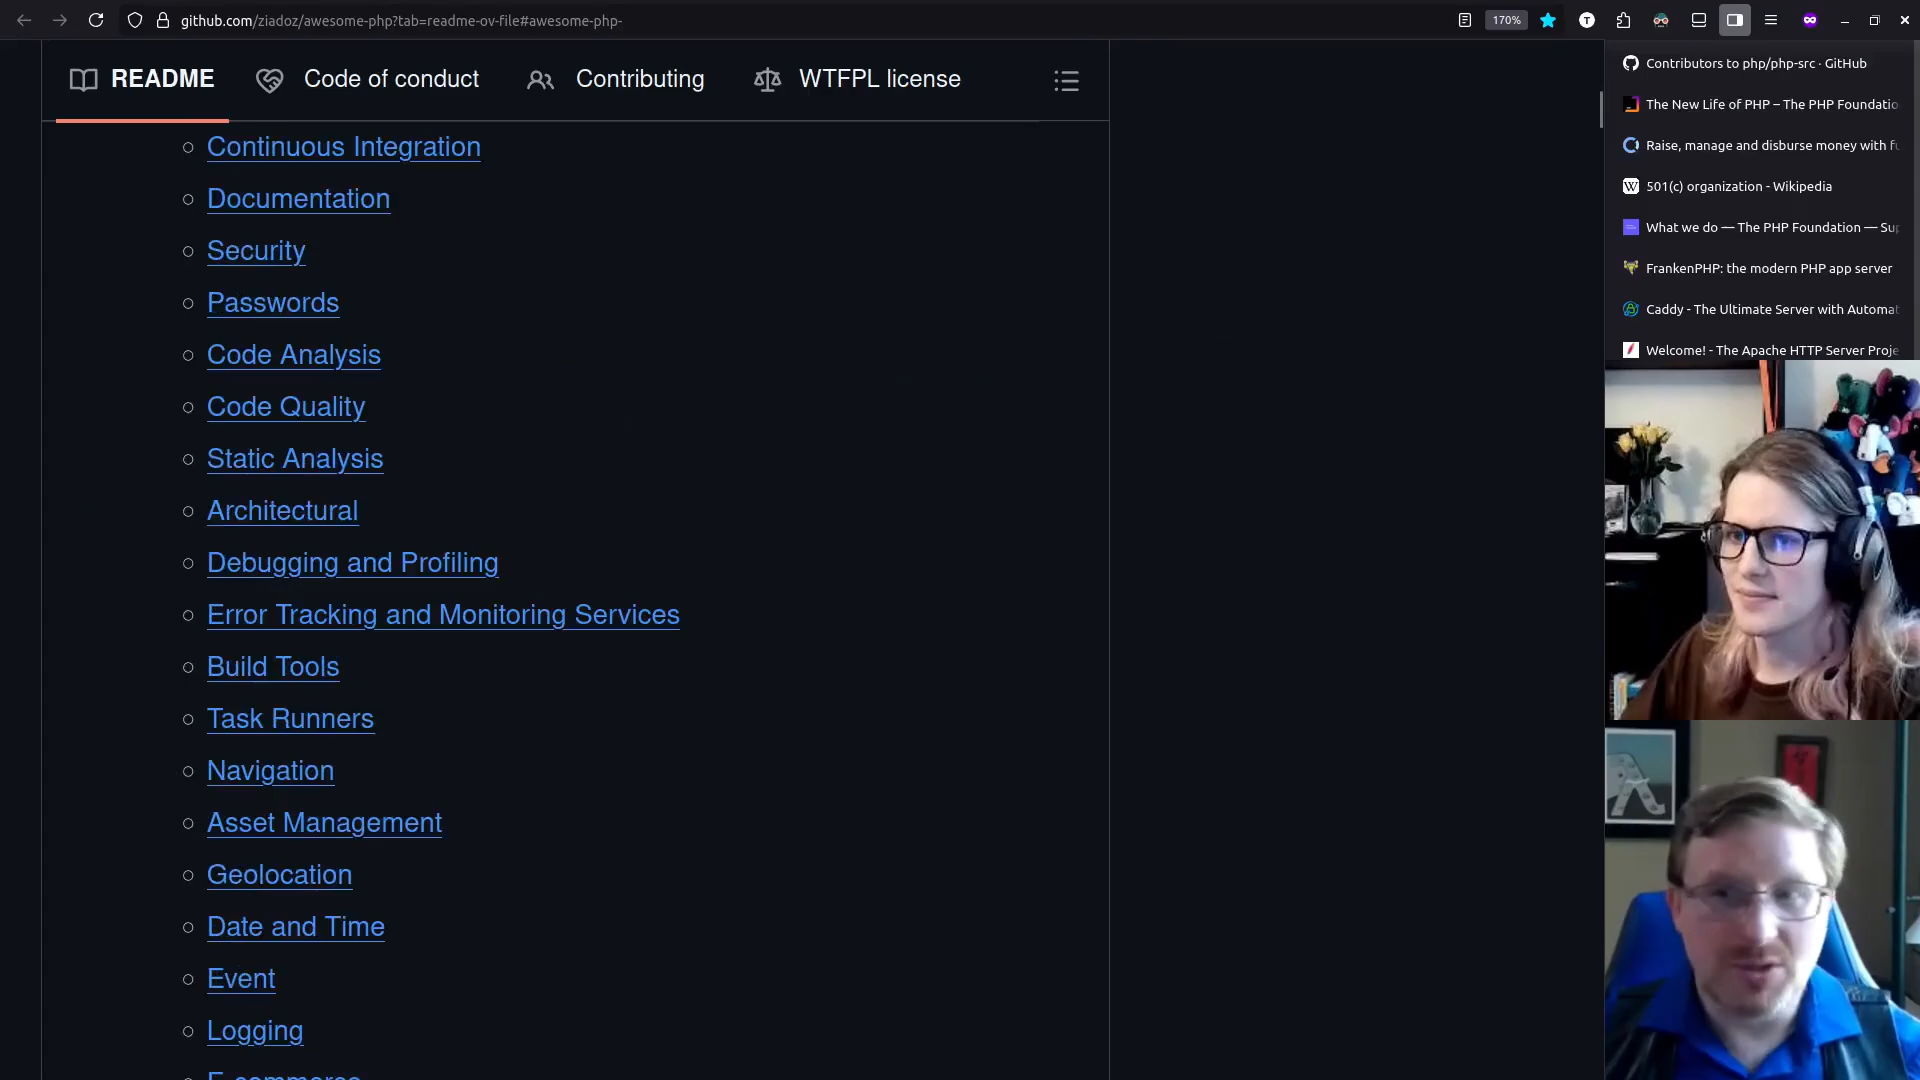 github.com/ziadoz/awesome-php?tab=readme-ov-file#awesome-php-
170%
T
README
Code of conduct
Contributing
WTFPL license
Continuous Integration
Documentation
Security
Passwords
Code Analysis
Code Quality
Static Analysis
Architectural
Debugging and Profiling
Error Tracking and Monitoring Services
Build Tools
Task Runners
Navigation
Asset Management
Geolocation
Date and Time
Event
Logging
E-commerce
Contributors to php/php-src · GitHub
The New Life of PHP – The PHP Foundatio
Raise, manage and disburse money with fu
W 501(c) organization - Wikipedia
What we do — The PHP Foundation — Sup
FrankenPHP: the modern PHP app server
Caddy - The Ultimate Server with Automat
Welcome! - The Apache HTTP Server Proje